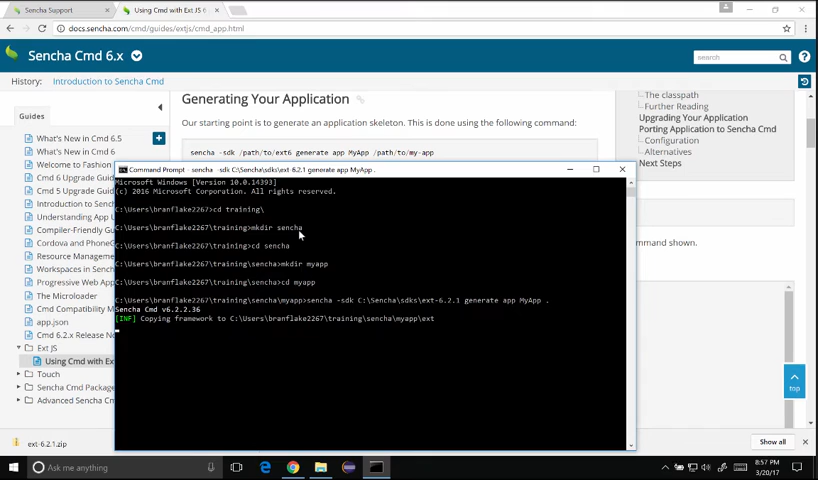 Sencha Support
Using Cmd with Ext JS 6
docs.sencha.com/cmd/guides/extjs/cmd_app.html
Sencha Cmd 6.x
search
History:
Introduction to Sencha Cmd
Guides
What's New in Cmd 6.5
What's New in Cmd 6
Welcome to Fashion
Cmd 6 Upgrade Guid
Cmd 5 Upgrade Guid
Introduction to Senc
Understanding App
Compiler-Friendly Gu
Cordova and PhoneG
Resource Manageme
Workspaces in Sench
Progressive Web App
The Microloader
Cmd Compatibility M
app.json
Cmd 6.2.x Release N
Ext JS
Using Cmd with Ex
Touch
Sencha Cmd Package
Advanced Sencha Cm
Generating Your Application
Our starting point is to generate an application skeleton. This is done using the following command:
sencha -sdk /path/to/ext6 generate app MyApp /path/to/my-app
The classpath
Further Reading
Upgrading Your Application
Porting Application to Sencha Cmd
Configuration
Alternatives
Next Steps
ommand shown.
top
Command Prompt - sencha -sdk C:\Sencha\sdks\ext-6.2.1 generate app MyApp .
Microsoft Windows [Version 10.0.14393]
(c) 2016 Microsoft Corporation. All rights reserved.
C:\Users\branflake2267>cd training\
C:\Users\branflake2267\training>mkdir sencha
C:\Users\branflake2267\training>cd sencha
C:\Users\branflake2267\training\sencha>mkdir myapp
C:\Users\branflake2267\training\sencha>cd myapp
C:\Users\branflake2267\training\sencha\myapp>sencha -sdk C:\Sencha\sdks\ext-6.2.1 generate app MyApp .
Sencha Cmd v6.2.2.36
[INF] Copying framework to C:\Users\branflake2267\training\sencha\myapp\ext
ext-6.2.1.zip
Show all
Ask me anything
8:57 PM
3/20/17